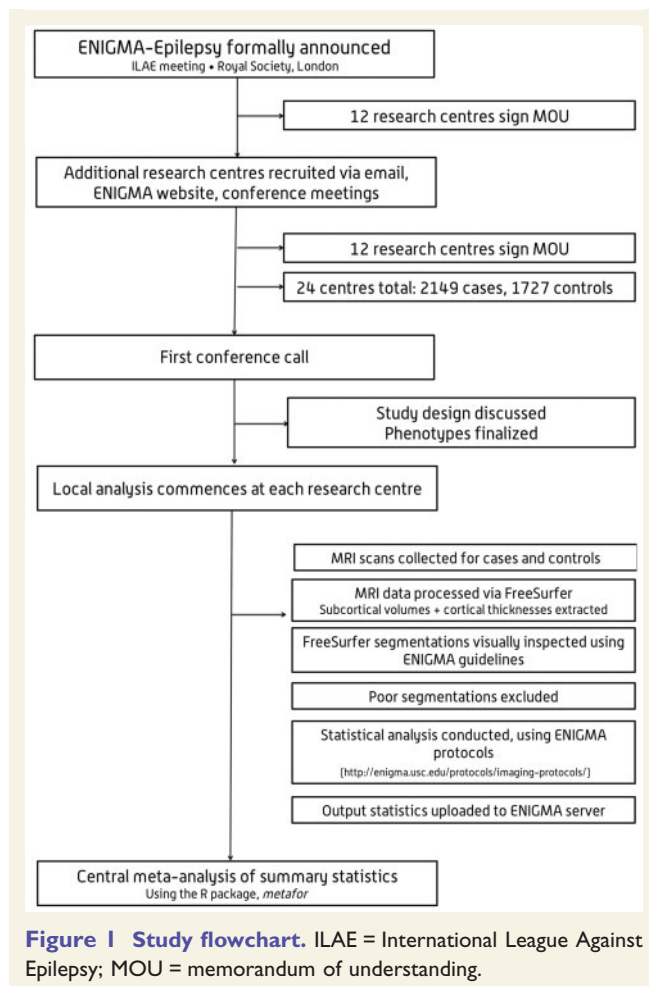 ENIGMA-Epilepsy formally announced
ILAE meeting • Royal Society, London
12 research centres sign MOU
Additional research centres recruited via email,
ENIGMA website, conference meetings
12 research centres sign MOU
24 centres total: 2149 cases, 1727 controls
First conference call
Study design discussed
Phenotypes finalized
Local analysis commences at each research centre
MRI scans collected for cases and controls
MRI data processed via FreeSurfer
Subcortical volumes + cortical thicknesses extracted
FreeSurfer segmentations visually inspected using
ENIGMA guidelines
Poor segmentations excluded
Statistical analysis conducted, using ENIGMA
protocols
[http://enigma.usc.edu/protocols/imaging-protocols/]
Output statistics uploaded to ENIGMA server
Central meta-analysis of summary statistics
Using the R package, metafor
Figure 1 Study flowchart. ILAE = International League Against
Epilepsy; MOU = memorandum of understanding.